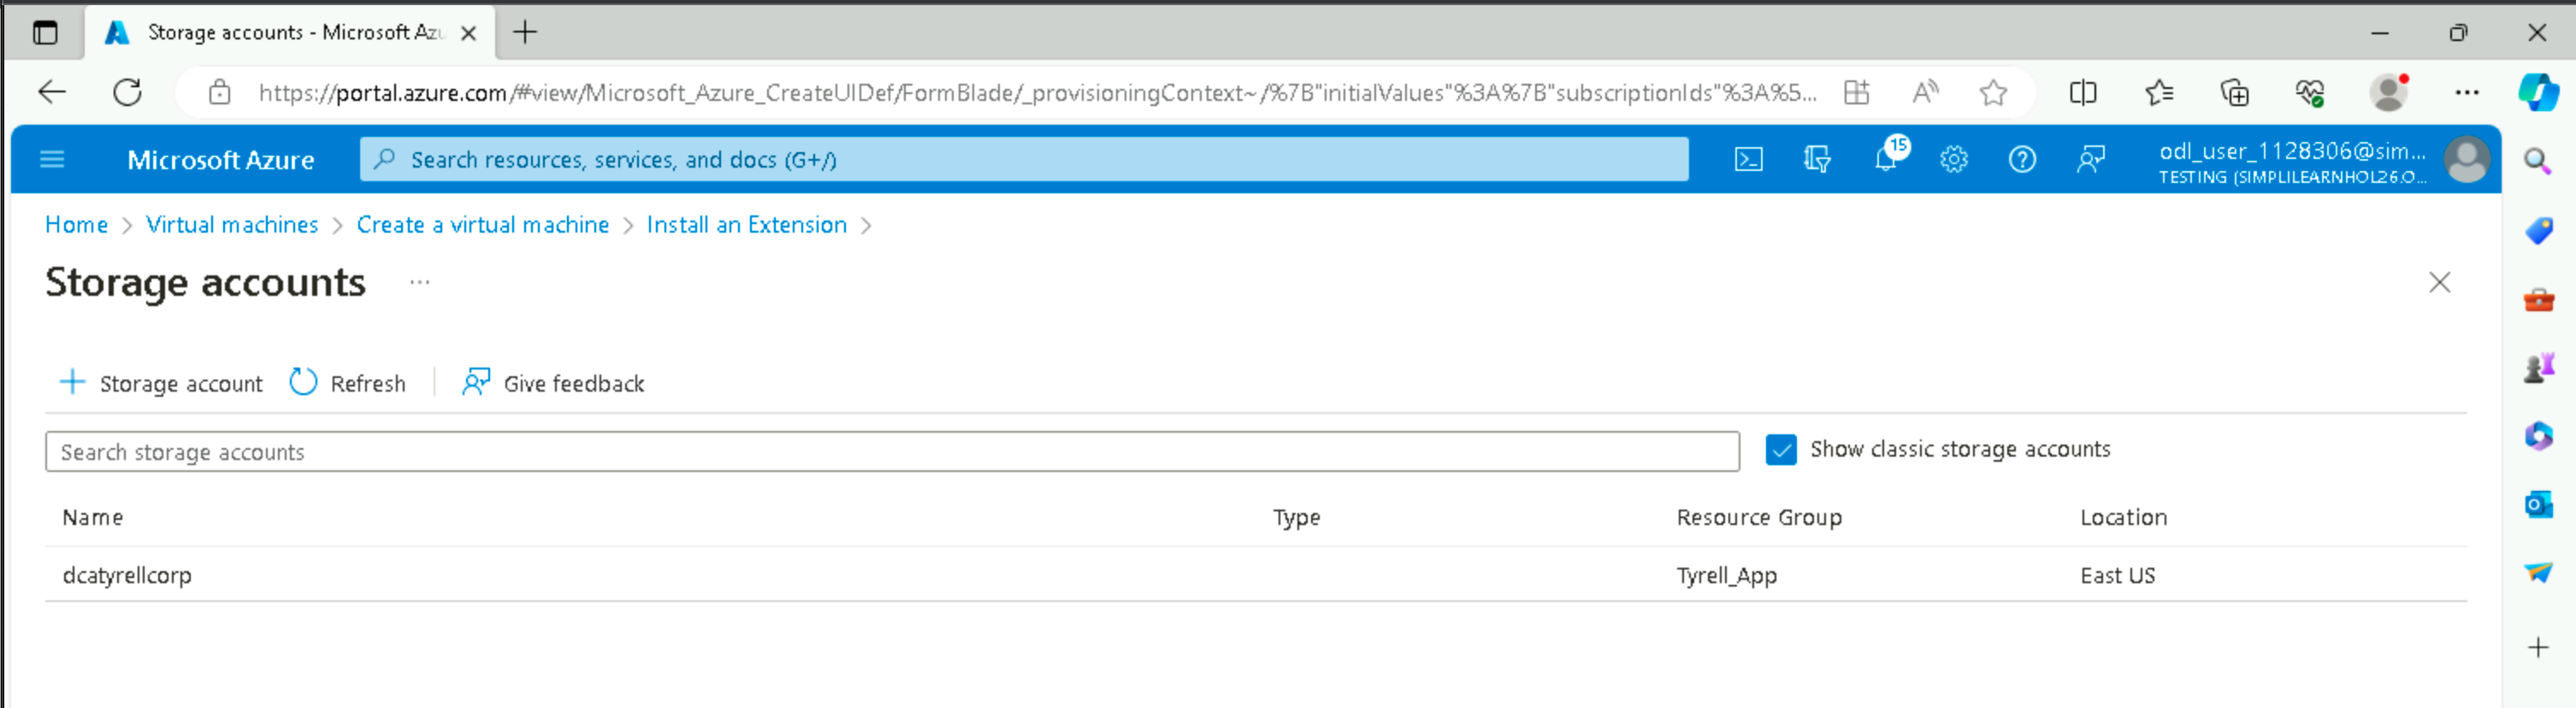 Storage accounts - Microsoft Azu
https://portal.azure.com/#view/Microsoft_Azure_CreateUIDef/FormBlade/_provisioningContext~/%7B"initialValues"%3A%7B"subscriptionIds"%3A%5...
Microsoft Azure
Search resources, services, and docs (G+/)
15
odl_user_1128306@sim...
TESTING (SIMPLILEARNHOL26.O...
Home > Virtual machines > Create a virtual machine > Install an Extension >
Storage accounts ...
+ Storage account Refresh Give feedback
Search storage accounts
Show classic storage accounts
Name Type Resource Group Location
dcatyrellcorp Tyrell_App East US